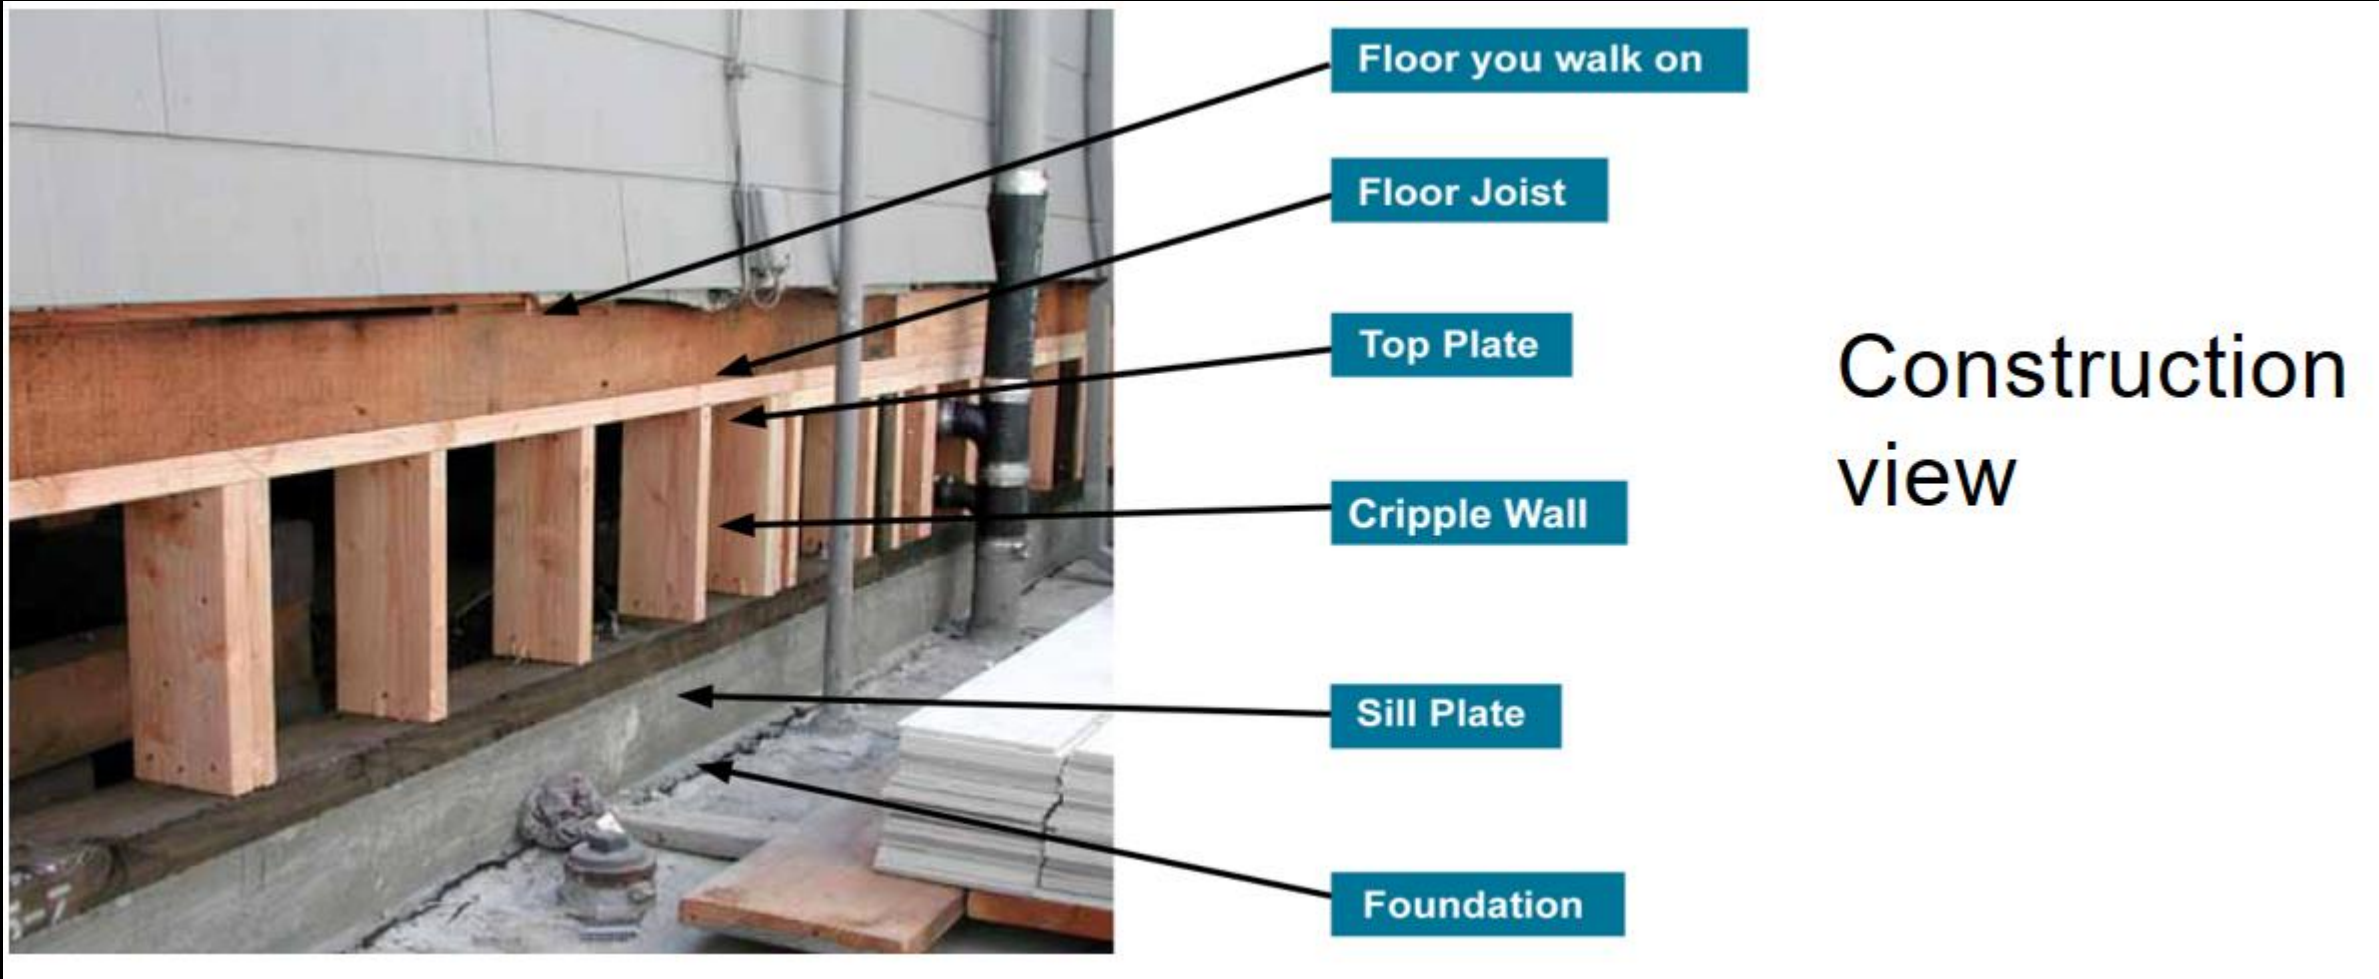 Floor you walk on
Floor Joist
Top Plate
Cripple Wall
Sill Plate
Foundation
Construction
view